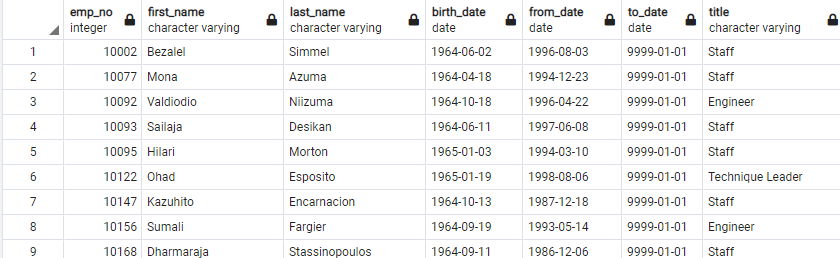 emp_no first_name last_name birth_date from_date to_date title
integer character varying character varying date date date character varying
1 10002 Bezalel Simmel 1964-06-02 1996-08-03 9999-01-01 Staff
2 10077 Mona Azuma 1964-04-18 1994-12-23 9999-01-01 Staff
3 10092 Valdiodio Niizuma 1964-10-18 1996-04-22 9999-01-01 Engineer
4 10093 Sailaja Desikan 1964-06-11 1997-06-08 9999-01-01 Staff
5 10095 Hilari Morton 1965-01-03 1994-03-10 9999-01-01 Staff
6 10122 Ohad Esposito 1965-01-19 1998-08-06 9999-01-01 Technique Leader
7 10147 Kazuhito Encarnacion 1964-10-13 1987-12-18 9999-01-01 Staff
8 10156 Sumali Fargier 1964-09-19 1993-05-14 9999-01-01 Engineer
9 10168 Dharmaraja Stassinopoulos 1964-09-11 1986-12-06 9999-01-01 Staff